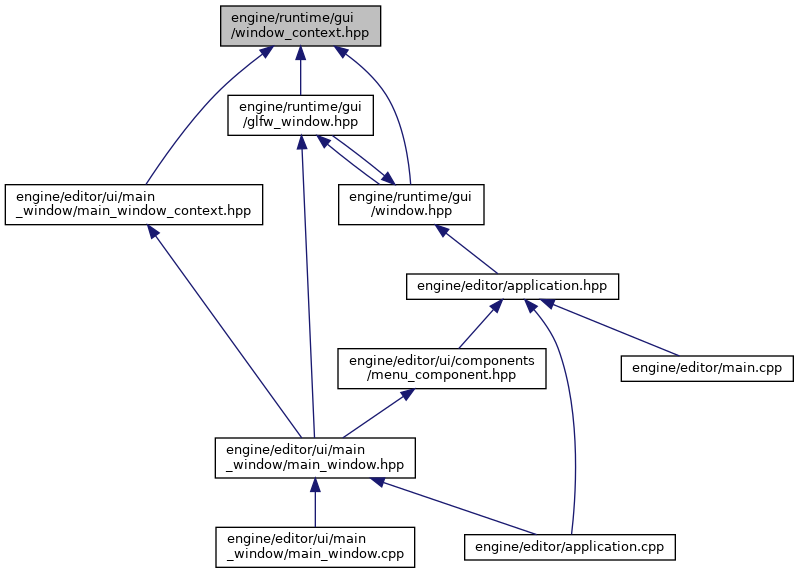 engine/runtime/gui
/window_context.hpp
engine/runtime/gui
/glfw_window.hpp
engine/editor/ui/main
_window/main_window_context.hpp
engine/runtime/gui
/window.hpp
engine/editor/application.hpp
engine/editor/ui/components
/menu_component.hpp
engine/editor/main.cpp
engine/editor/ui/main
_window/main_window.hpp
engine/editor/ui/main
_window/main_window.cpp
engine/editor/application.cpp